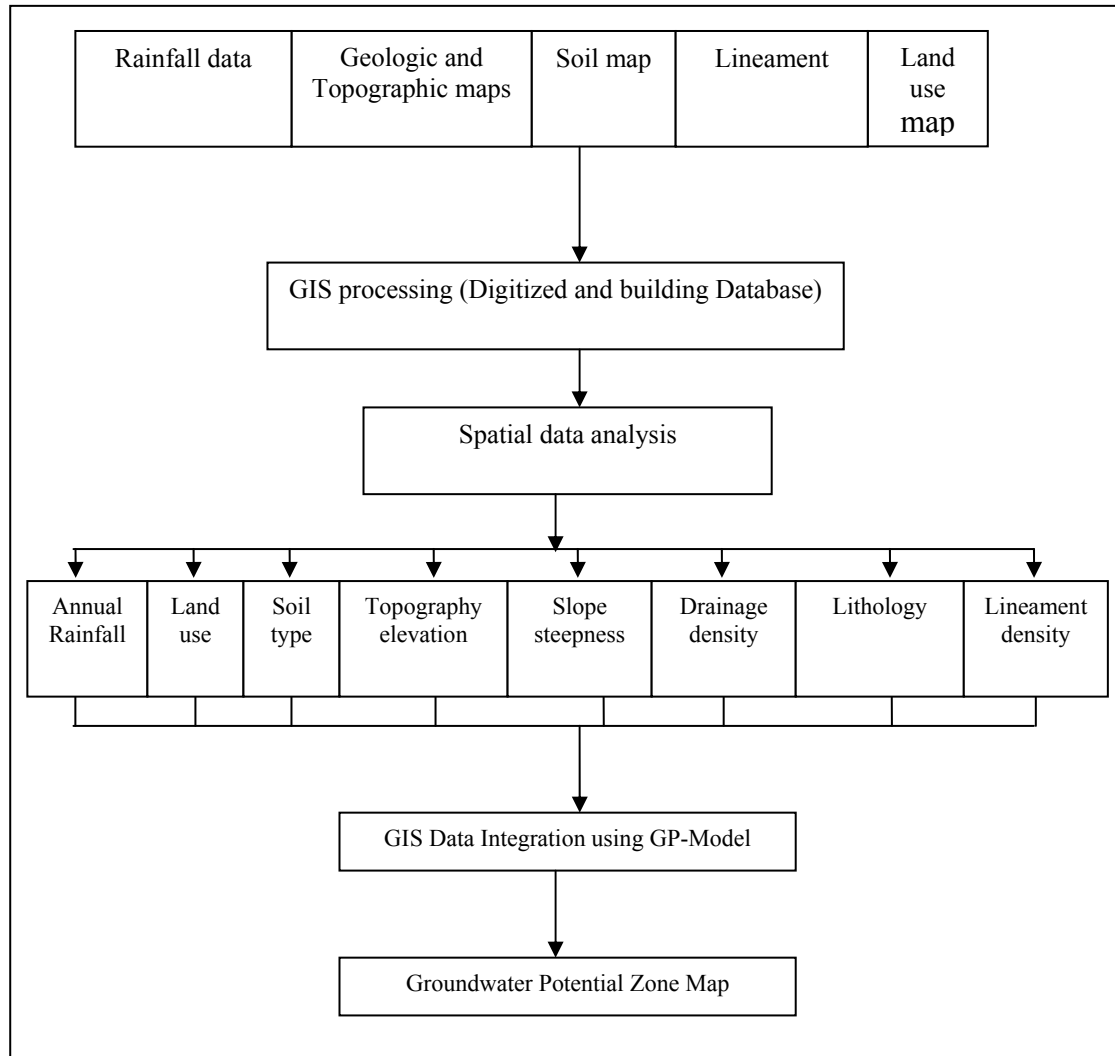 Rainfall data
Geologic and
Topographic maps
Soil map
Lineament
Land
use
map
GIS processing (Digitized and building Database)
Spatial data analysis
Annual
Rainfall
Land
use
Soil
type
Topography
elevation
Slope
steepness
Drainage
density
Lithology
Lineament
density
GIS Data Integration using GP-Model
Groundwater Potential Zone Map